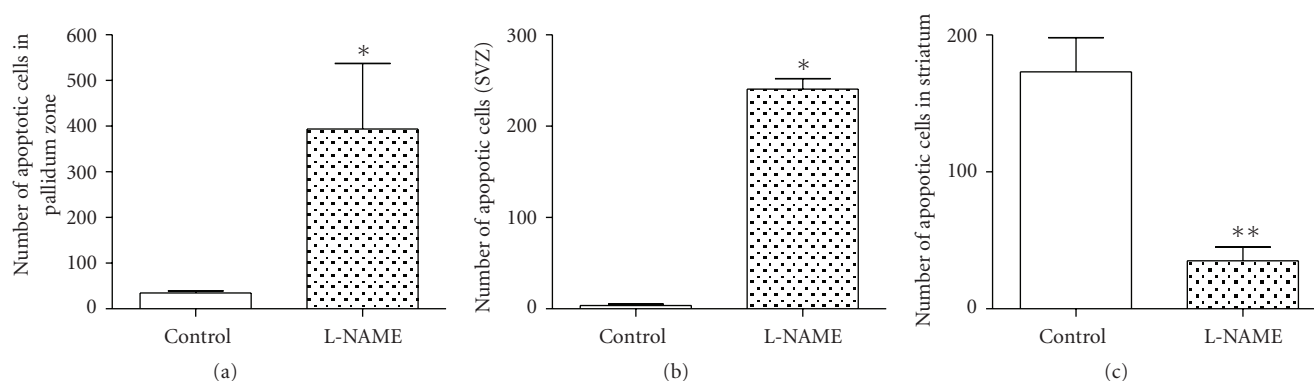 Number of apoptotic cells in
pallidum zone
600
500
400
300
200
100
0
*
Control
L-NAME
(a)
Number of apopotic cells (SVZ)
300
200
100
0
*
Control
L-NAME
(b)
Number of apopotic cells in striatum
200
100
0
**
Control
L-NAME
(c)